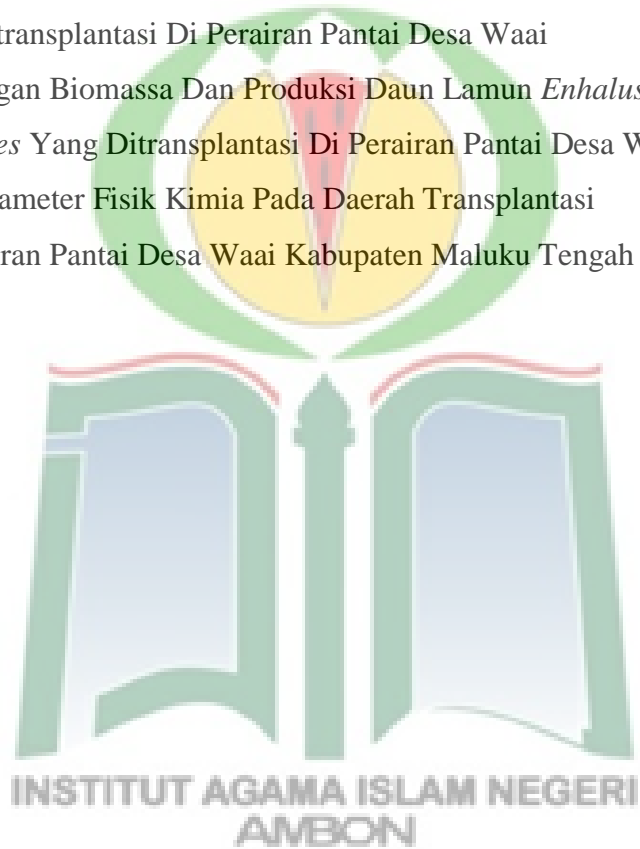 transplantasi Di Perairan Pantai Desa Waai
gan Biomassa Dan Produksi Daun Lamun Enhalus
es Yang Ditransplantasi Di Perairan Pantai Desa W
ameter Fisik Kimia Pada Daerah Transplantasi
ran Pantai Desa Waai Kabupaten Maluku Tengah
INSTITUT AGAMA ISLAM NEGERI
AMBON